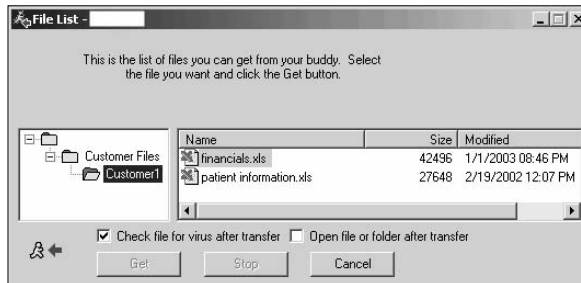 File List -
This is the list of files you can get from your buddy. Select
the file you want and click the Get button.
Name Size Modified
Customer Files
financials.xls 42496 1/1/2003 08:46 PM
Customer1
patient information.xls 27648 2/19/2002 12:07 PM
Check file for virus after transfer Open file or folder after transfer
Get Stop Cancel